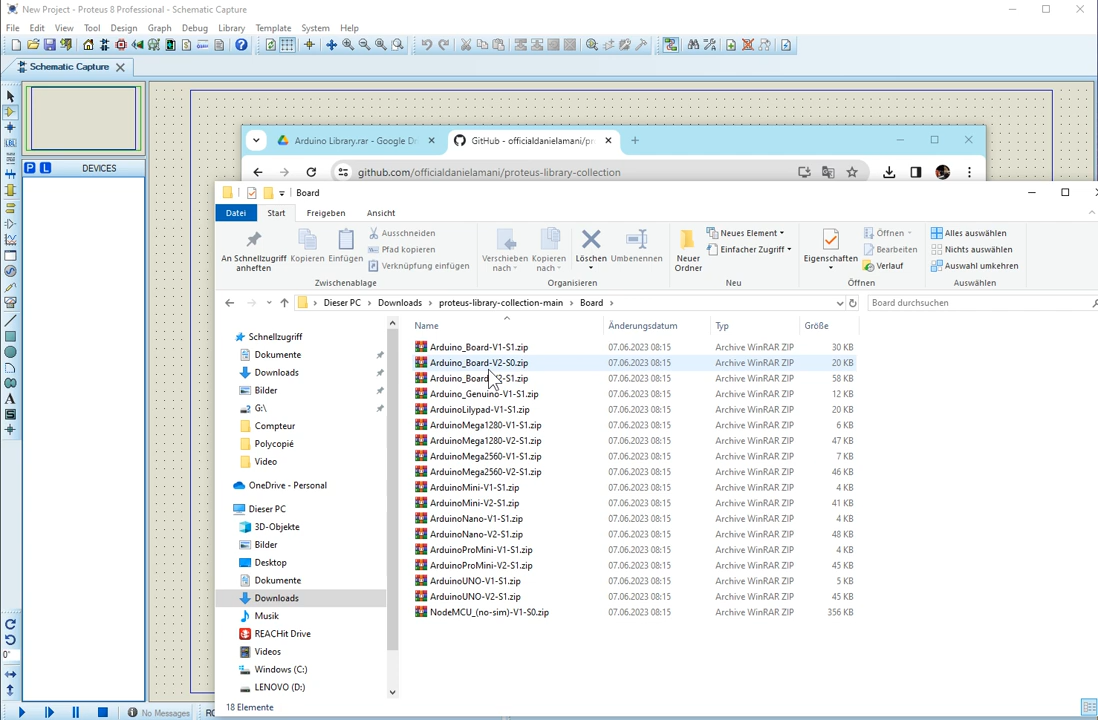 New Project - Proteus 8 Professional - Schematic Capture
File Edit View Tool Design Graph Debug Library Template System Help
Schematic Capture
P L DEVICES
Arduino Library.rar - Google Dr
GitHub - officialdanielamani/pr
github.com/officialdanielamani/proteus-library-collection
Board
Datei Start Freigeben Ansicht
An Schnellzugriff anheften
Kopieren
Einfügen
Ausschneiden
Pfad kopieren
Verknüpfung einfügen
Zwischenablage
Verschieben nach
Kopieren nach
Löschen
Umbenennen
Organisieren
Neuer Ordner
Neues Element
Einfacher Zugriff
Neu
Eigenschaften
Öffnen
Bearbeiten
Verlauf
Öffnen
Alles auswählen
Nichts auswählen
Auswahl umkehren
Auswählen
Dieser PC > Downloads > proteus-library-collection-main > Board >
Board durchsuchen
Schnellzugriff
Dokumente
Downloads
Bilder
G:\
Compteur
Polycopié
Video
OneDrive - Personal
Dieser PC
3D-Objekte
Bilder
Desktop
Dokumente
Downloads
Musik
REACHit Drive
Videos
Windows (C:)
LENOVO (D:)
Name Änderungsdatum Typ Größe
Arduino_Board-V1-S1.zip 07.06.2023 08:15 Archive WinRAR ZIP 30 KB
Arduino_Board-V2-S0.zip 07.06.2023 08:15 Archive WinRAR ZIP 20 KB
Arduino_Board 2-S1.zip 07.06.2023 08:15 Archive WinRAR ZIP 58 KB
Arduino_Genuino-V1-S1.zip 07.06.2023 08:15 Archive WinRAR ZIP 12 KB
ArduinoLilypad-V1-S1.zip 07.06.2023 08:15 Archive WinRAR ZIP 20 KB
ArduinoMega1280-V1-S1.zip 07.06.2023 08:15 Archive WinRAR ZIP 6 KB
ArduinoMega1280-V2-S1.zip 07.06.2023 08:15 Archive WinRAR ZIP 47 KB
ArduinoMega2560-V1-S1.zip 07.06.2023 08:15 Archive WinRAR ZIP 7 KB
ArduinoMega2560-V2-S1.zip 07.06.2023 08:15 Archive WinRAR ZIP 46 KB
ArduinoMini-V1-S1.zip 07.06.2023 08:15 Archive WinRAR ZIP 4 KB
ArduinoMini-V2-S1.zip 07.06.2023 08:15 Archive WinRAR ZIP 41 KB
ArduinoNano-V1-S1.zip 07.06.2023 08:15 Archive WinRAR ZIP 4 KB
ArduinoNano-V2-S1.zip 07.06.2023 08:15 Archive WinRAR ZIP 48 KB
ArduinoProMini-V1-S1.zip 07.06.2023 08:15 Archive WinRAR ZIP 4 KB
ArduinoProMini-V2-S1.zip 07.06.2023 08:15 Archive WinRAR ZIP 45 KB
ArduinoUNO-V1-S1.zip 07.06.2023 08:15 Archive WinRAR ZIP 5 KB
ArduinoUNO-V2-S1.zip 07.06.2023 08:15 Archive WinRAR ZIP 45 KB
NodeMCU_(no-sim)-V1-S0.zip 07.06.2023 08:15 Archive WinRAR ZIP 356 KB
18 Elemente
0°
No Messages